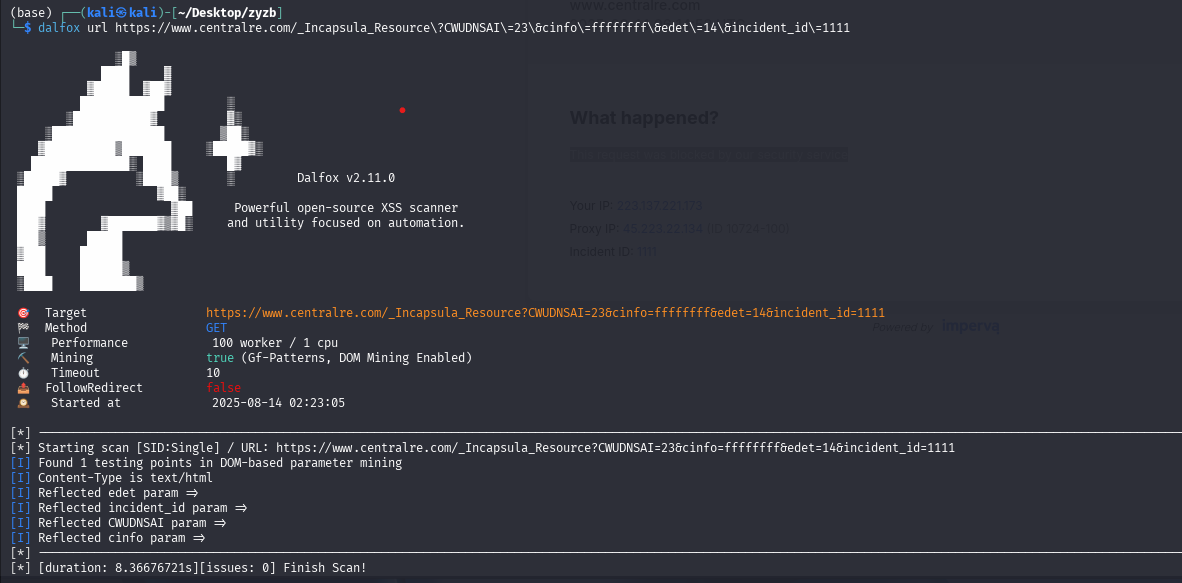 (base) ┌──(kali㉿kali)-[~/Desktop/zyzb]
└─$ dalfox url https://www.centralre.com/_Incapsula_Resource\?CWUDNSAI\=23\&cinfo\=ffffffff\&edet\=14\&incident_id\=1111
www.centralre.com
What happened?
Dalfox v2.11.0
Powerful open-source XSS scanner
and utility focused on automation.
Your IP:
Proxy IP:
Incident ID: 1111
🎯 Target https://www.centralre.com/_Incapsula_Resource?CWUDNSAI=23&cinfo=ffffffff&edet=14&incident_id=1111
🏁 Method GET
🖥️ Performance 100 worker / 1 cpu
⛏️ Mining true (Gf-Patterns, DOM Mining Enabled)
⏱️ Timeout 10
📤 FollowRedirect false
🕰️ Started at 2025-08-14 02:23:05
Powered by imperva
[*] ────────────────────────────────
[*] Starting scan [SID:Single] / URL: https://www.centralre.com/_Incapsula_Resource?CWUDNSAI=23&cinfo=ffffffff&edet=14&incident_id=1111
[I] Found 1 testing points in DOM-based parameter mining
[I] Content-Type is text/html
[I] Reflected edet param =>
[I] Reflected incident_id param =>
[I] Reflected CWUDNSAI param =>
[I] Reflected cinfo param =>
[*] ────────────────────────────────
[*] [duration: 8.36676721s][issues: 0] Finish Scan!